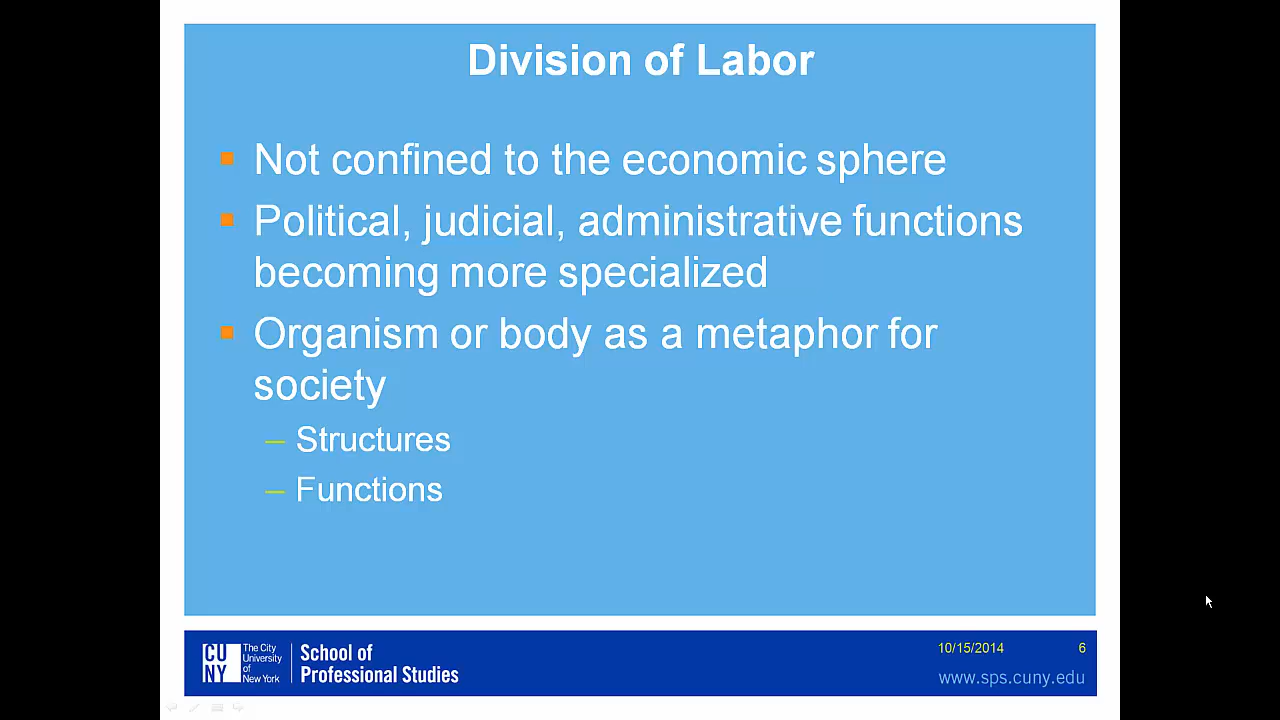 Division of Labor
Not confined to the economic sphere
Political, judicial, administrative functions
becoming more specialized
Organism or body as a metaphor for
society
– Structures
– Functions
CU
NY
The City
University
of
New York
School of
Professional Studies
10/15/2014
6
www.sps.cuny.edu